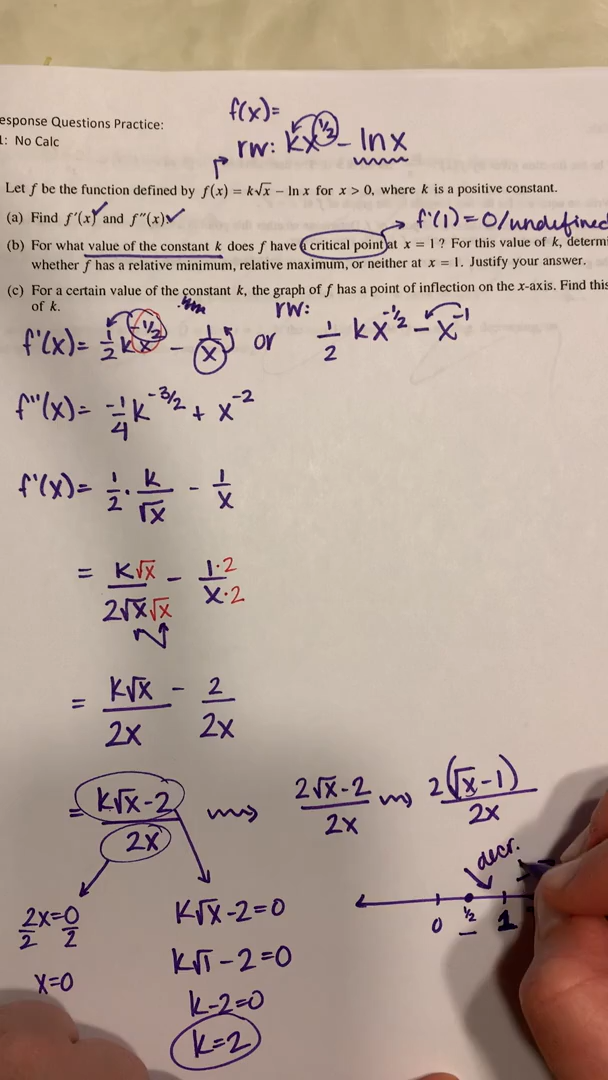 f(x)=
rw: kx^1/2 - ln x
esponse Questions Practice:
1: No Calc
Let f be the function defined by f(x) = k√x − ln x for x > 0, where k is a positive constant.
(a) Find f′(x) ✓ and f″(x). ✓
→ f'(1)=0/undefined
(b) For what value of the constant k does f have a critical point at x = 1 ? For this value of k, determi
whether f has a relative minimum, relative maximum, or neither at x = 1. Justify your answer.
(c) For a certain value of the constant k, the graph of f has a point of inflection on the x-axis. Find this
of k.
rw:
f'(x)= 1/2 kx^-1/2 - 1/x or 1/2 kx^-1/2 - x^-1
f"(x)= -1/4 k^-3/2 + x^-2
f'(x)= 1/2 · k/√x - 1/x
= k√x/2√x√x - 1·2/x·2
= k√x/2x - 2/2x
= k√x-2/2x → 2√x-2/2x → 2(√x-1)/2x
decr.
2x=0 k√x-2=0
2 2
0 1/2 1
x=0 k√1-2=0
k-2=0
k=2